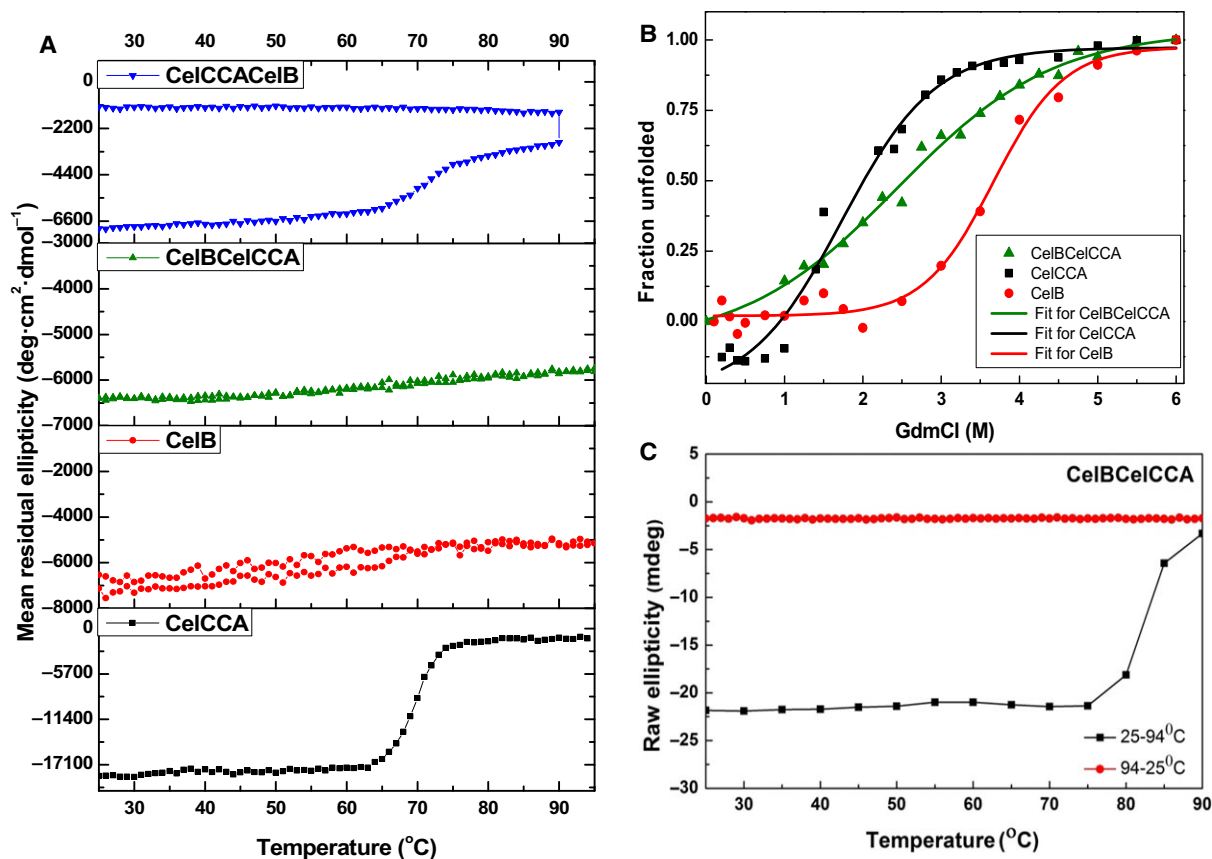 A
30 40 50 60 70 80 90
CelCCACelB
0
−2200
−4400
−6600
−3000
CelBCelCCA
−4000
−5000
−6000
−7000
CelB
−2000
−4000
−6000
−8000
CelCCA
0
−5700
−11400
−17100
30 40 50 60 70 80 90
Temperature (°C)
Mean residual ellipticity (deg·cm²·dmol⁻¹)
B
1.00
0.75
0.50
0.25
0.00
Fraction unfolded
CelBCelCCA
CelCCA
CelB
Fit for CelBCelCCA
Fit for CelCCA
Fit for CelB
0 1 2 3 4 5 6
GdmCl (M)
C
CelBCelCCA
5
0
−5
−10
−15
−20
−25
−30
Raw ellipticity (mdeg)
25-94⁰C
94-25⁰C
30 40 50 60 70 80 90
Temperature (⁰C)